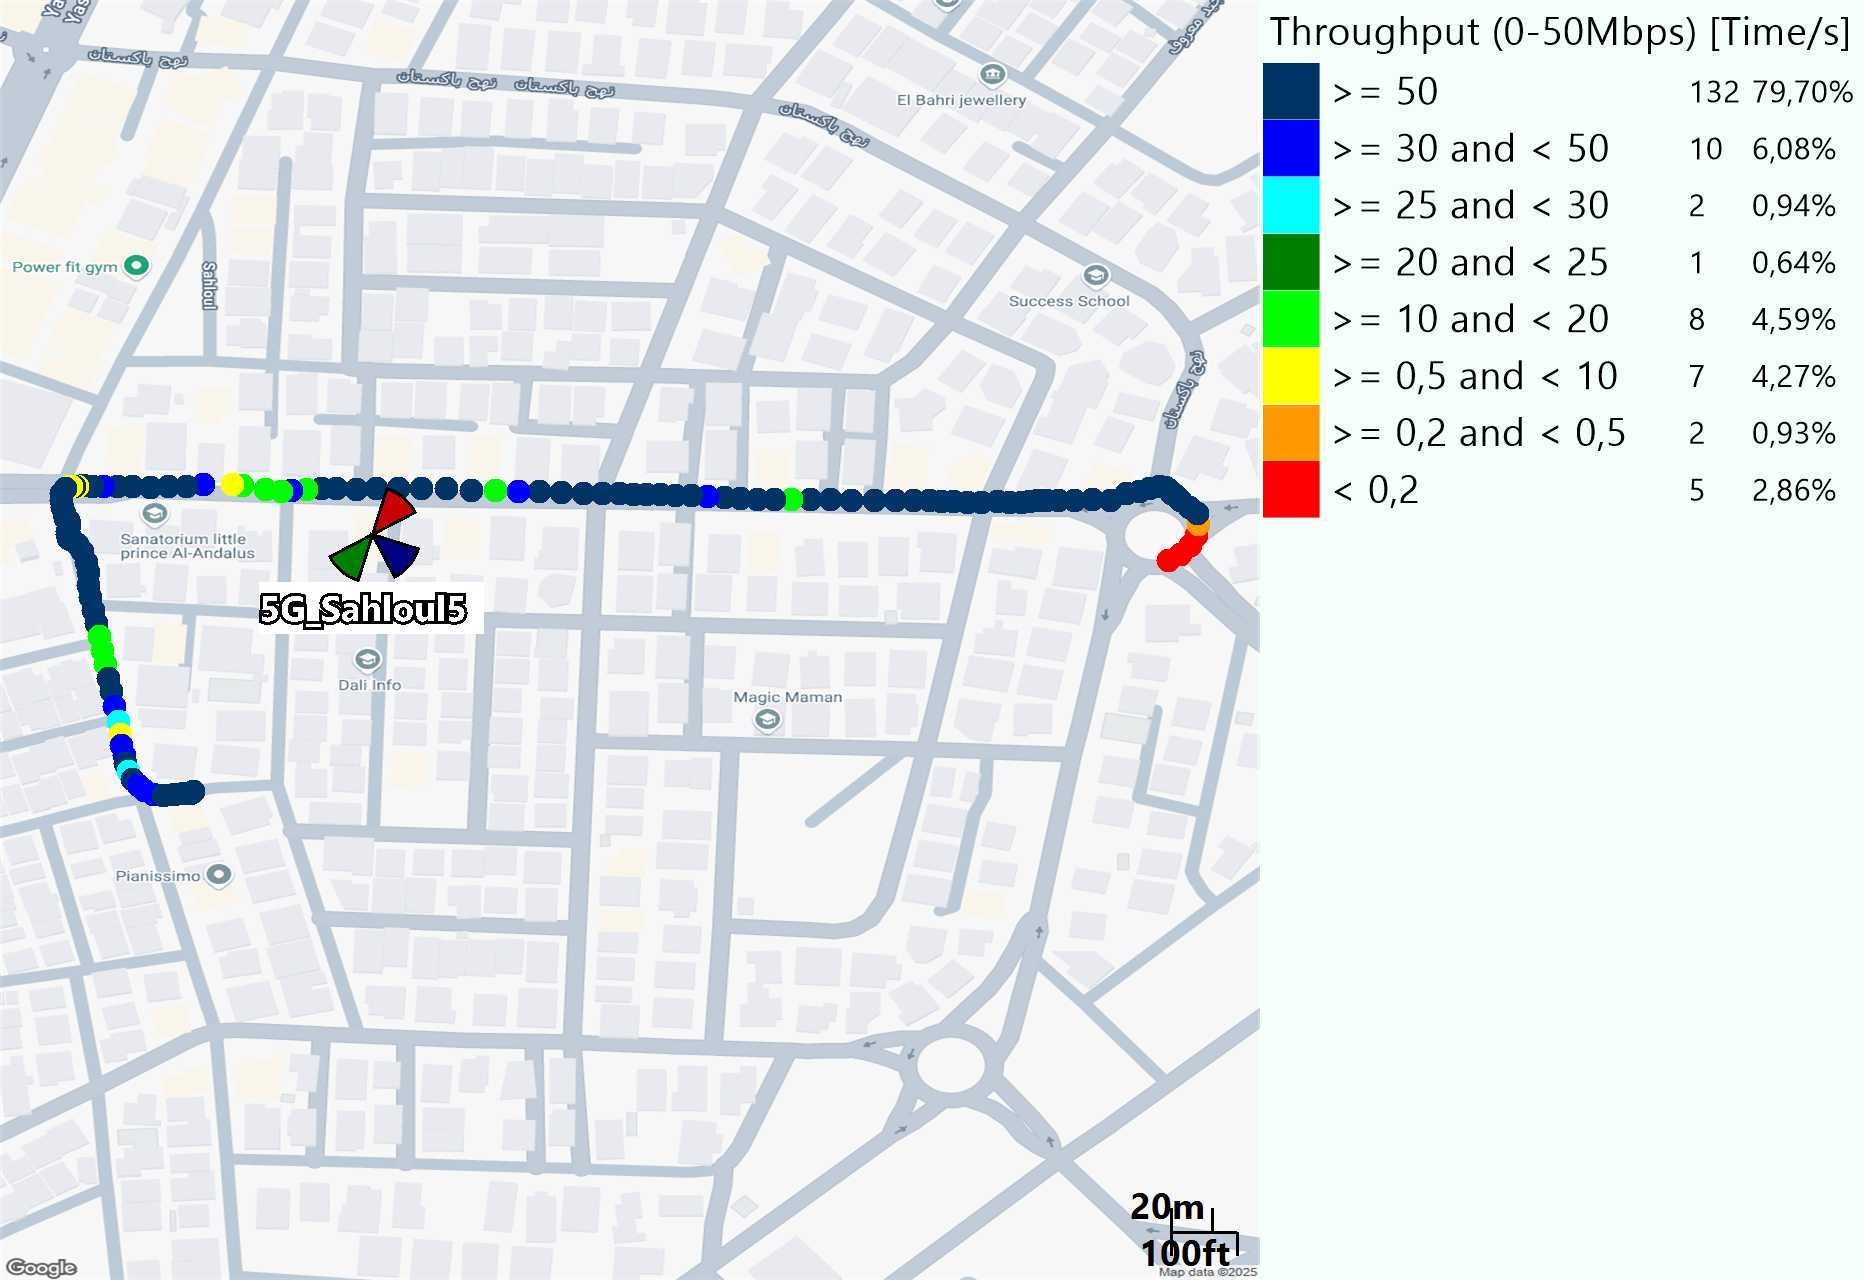 Throughput (0-50Mbps) [Time/s]
>= 50 132 79,70%
>= 30 and < 50 10 6,08%
>= 25 and < 30 2 0,94%
>= 20 and < 25 1 0,64%
>= 10 and < 20 8 4,59%
>= 0,5 and < 10 7 4,27%
>= 0,2 and < 0,5 2 0,93%
< 0,2 5 2,86%
نهج باكستان
نهج باكستان
نهج باكستان
El Bahri jewellery
نهج باكستان
Power fit gym
Sahloul
Success School
نهج باكستان
Sanatorium little
prince Al-Andalus
5G_Sahloul5
Dali Info
Magic Maman
Pianissimo
20m
100ft
Google
Map data ©2025